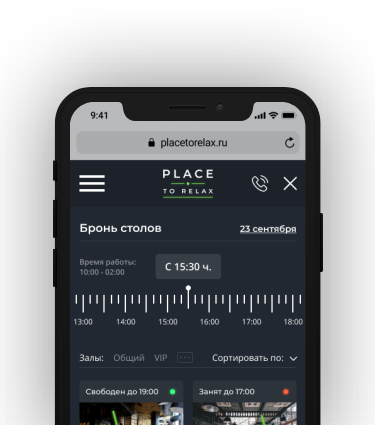 9:41
placetorelax.ru
PLACE
TO RELAX
Бронь столов
23 сентября
Время работы:
10:00 - 02:00
С 15:30 ч.
13:00 14:00 15:00 16:00 17:00 18:00
Залы: Общий VIP Сортировать по:
Свободен до 19:00
Занят до 17:00